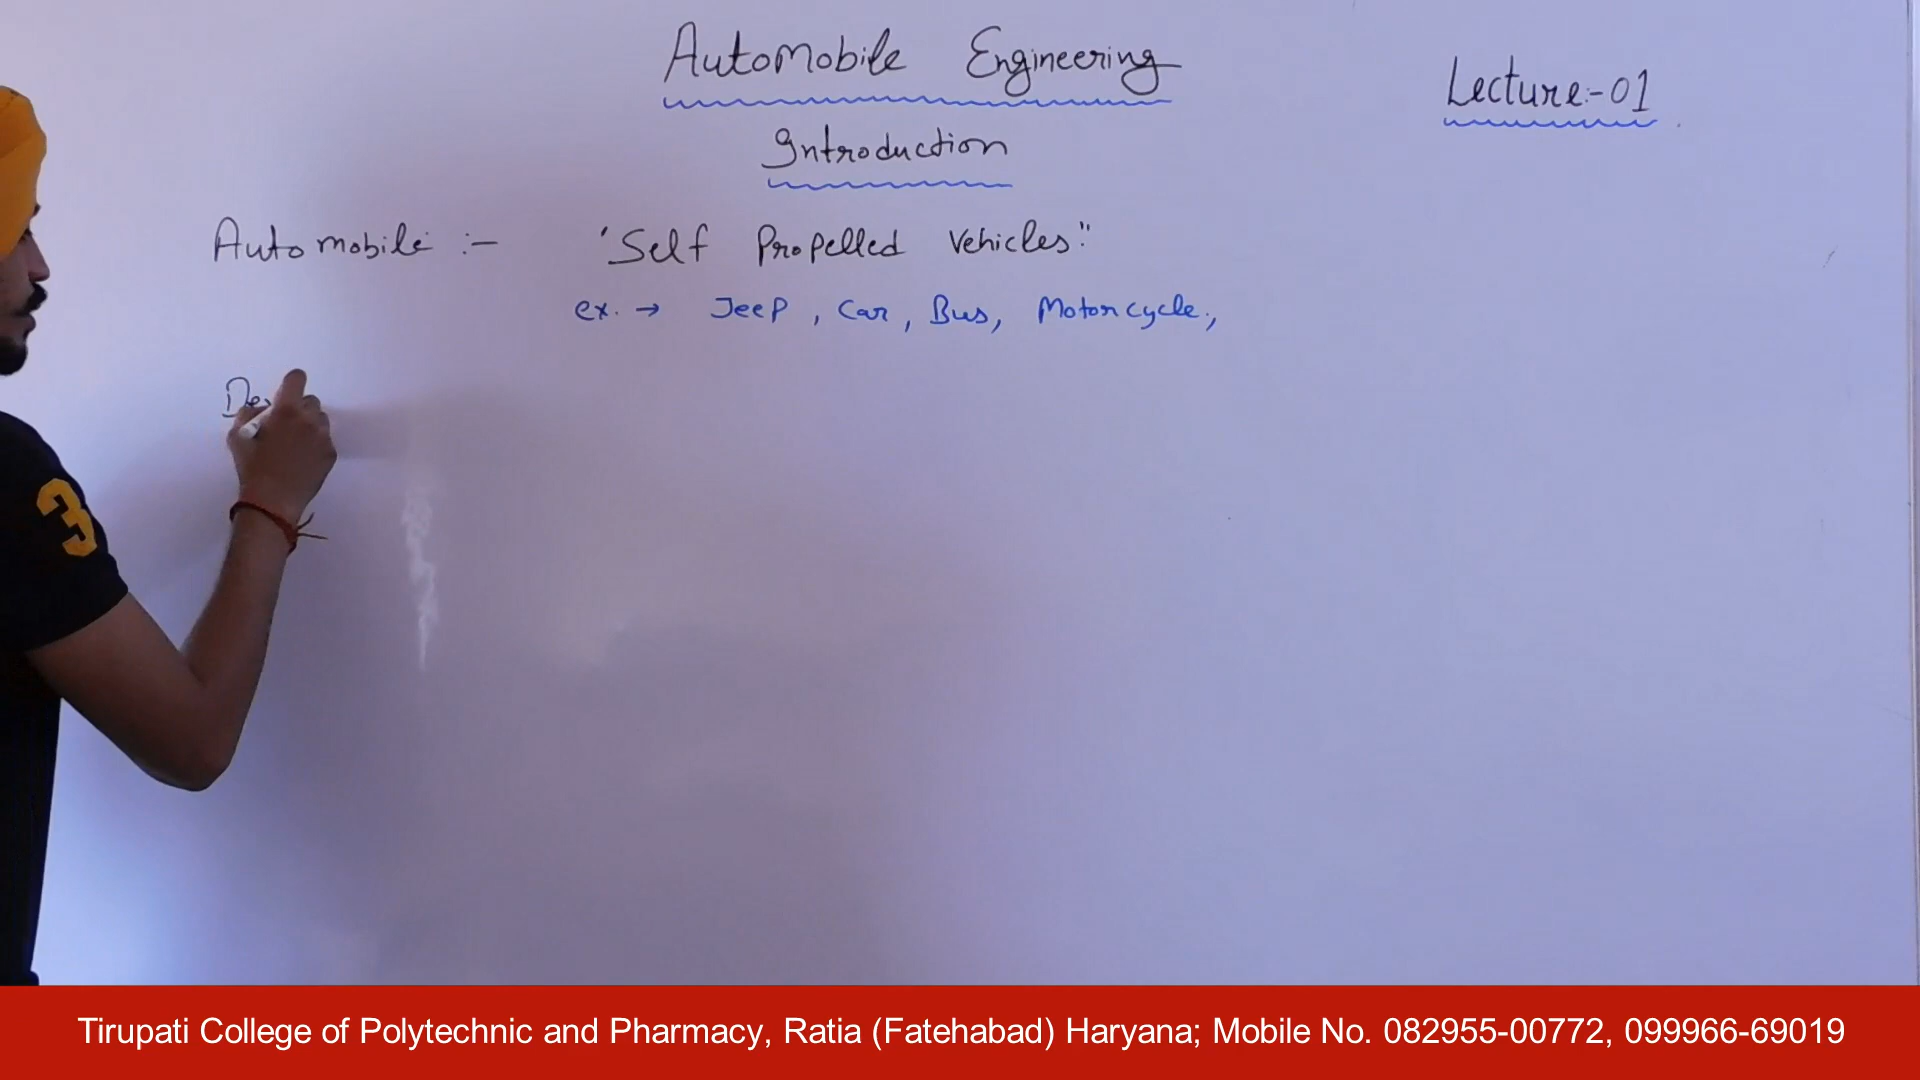 Automobile Engineering
Lecture:-01
Introduction
Automobile :- "Self Propelled Vehicles"
ex. → Jeep, Car, Bus, Motorcycle,
3
Tirupati College of Polytechnic and Pharmacy, Ratia (Fatehabad) Haryana; Mobile No. 082955-00772, 099966-69019